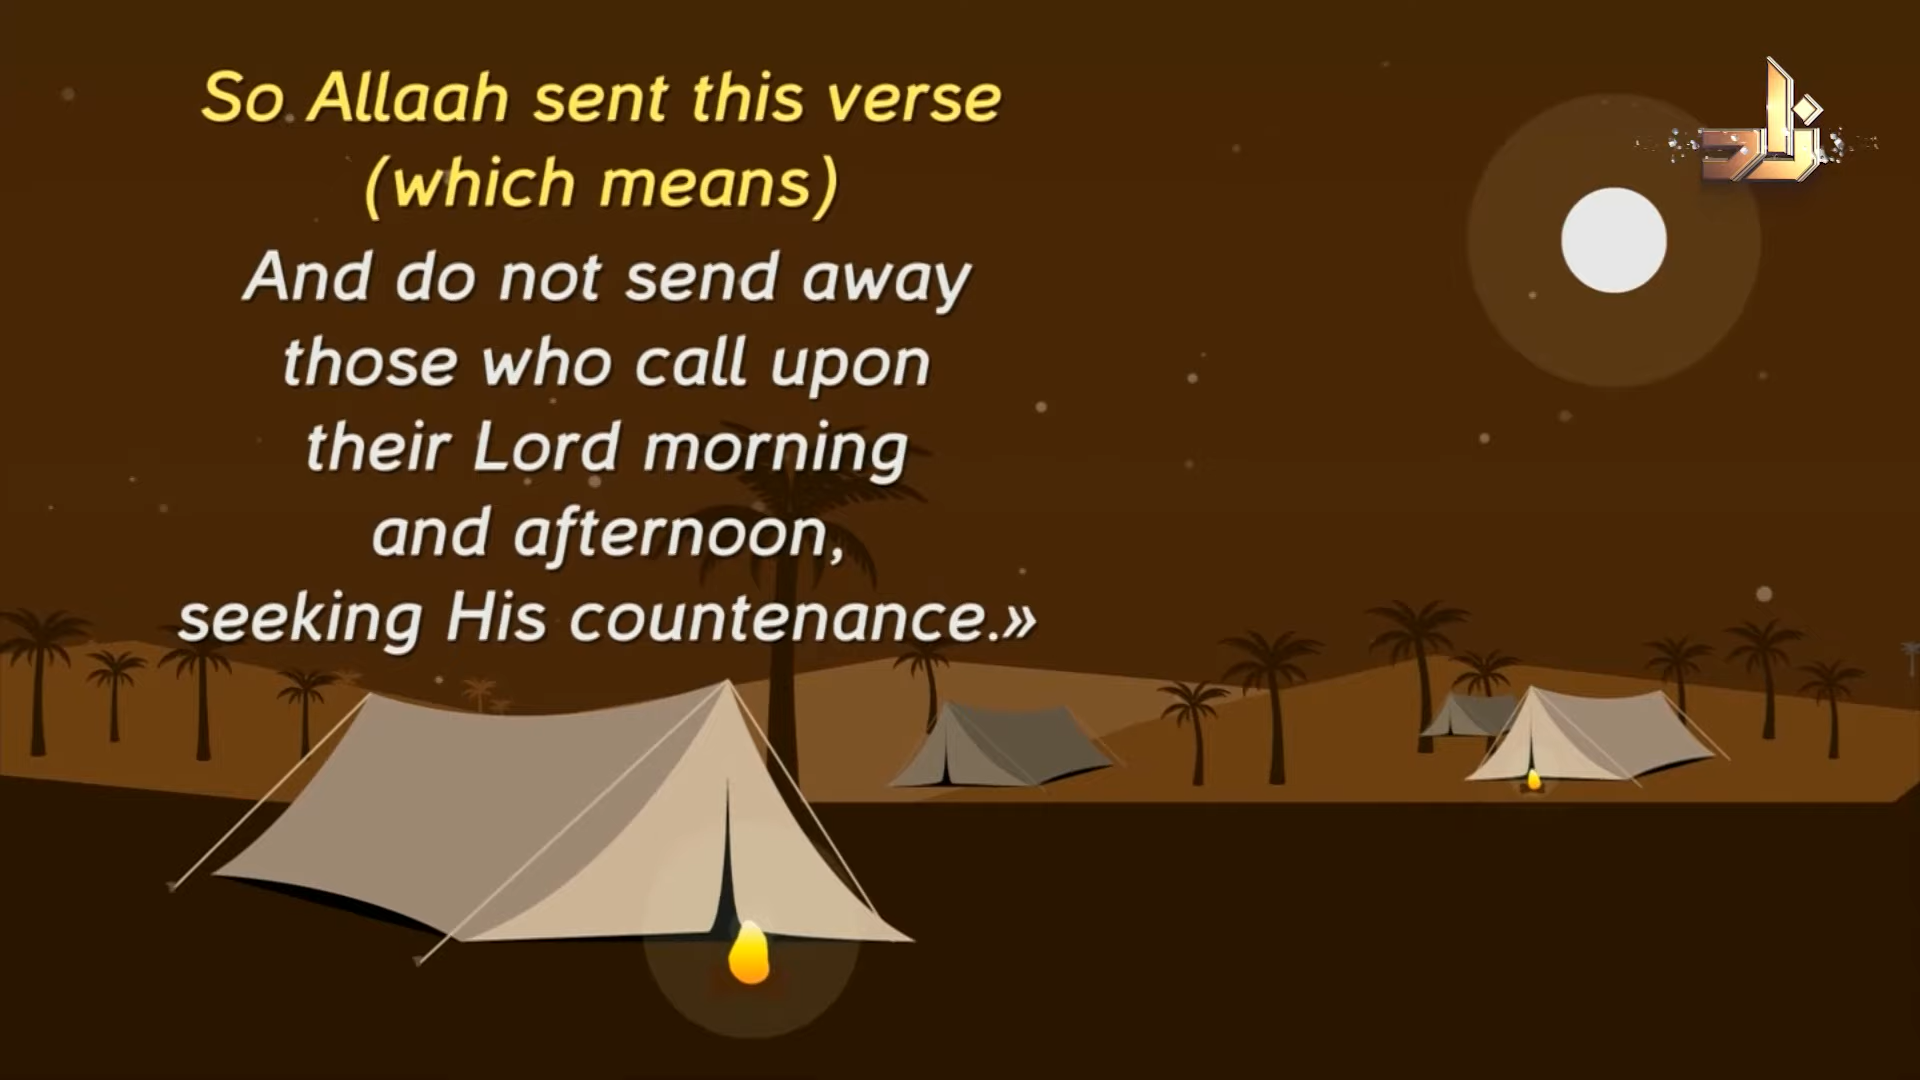 So Allaah sent this verse
(which means)
And do not send away
those who call upon
their Lord morning
and afternoon,
seeking His countenance.»
زاد